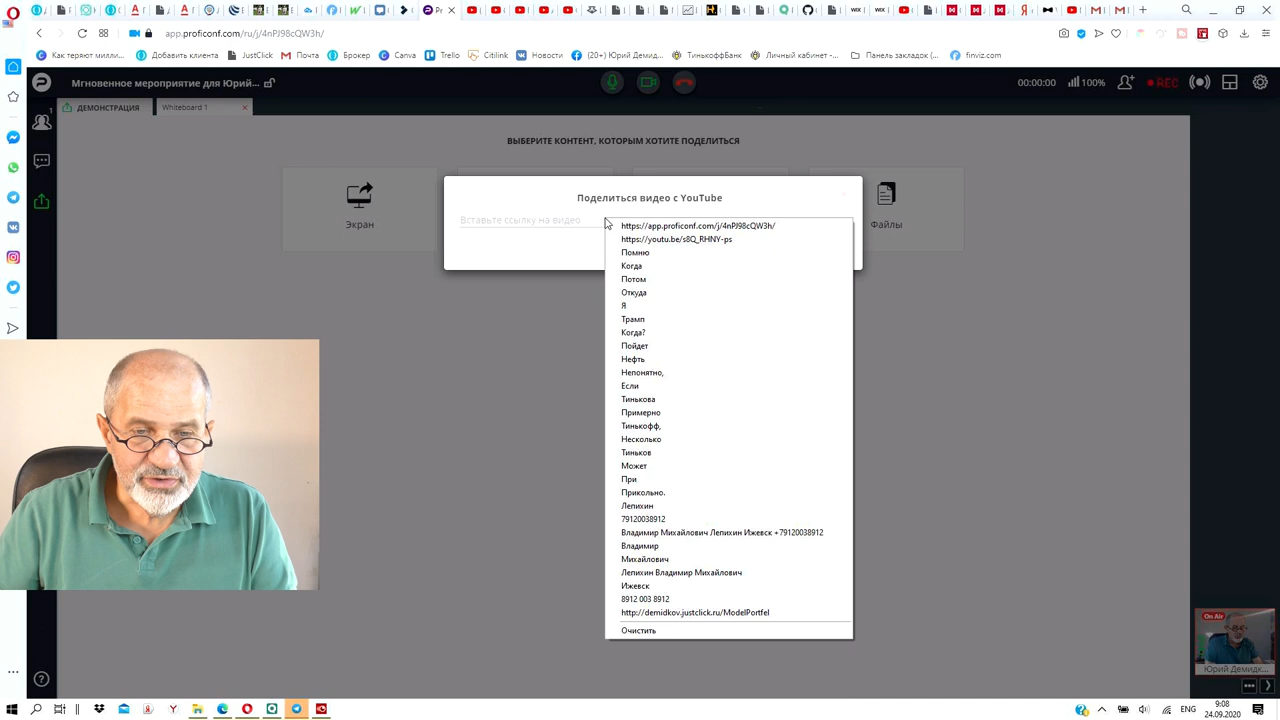 app.proficonf.com/ru/j/4nPJ98cQW3h/
Как теряют миллио...
Добавить клиента
JustClick
Почта
Брокер
Canva
Trello
Citilink
Новости
(20+) Юрий Демид...
ТинькоффБанк
Личный кабинет -...
Панель закладок (...
finviz.com
Мгновенное мероприятие для Юрий...
00:00:00
100%
REC
ДЕМОНСТРАЦИЯ
Whiteboard 1
ВЫБЕРИТЕ КОНТЕНТ, КОТОРЫМ ХОТИТЕ ПОДЕЛИТЬСЯ
Экран
Файлы
Поделиться видео с YouTube
Вставьте ссылку на видео
https://app.proficonf.com/j/4nPJ98cQW3h/
https://youtu.be/s8Q_RHNY-ps
Помню
Когда
Потом
Откуда
Я
Трамп
Когда?
Пойдет
Нефть
Непонятно,
Если
Тинькова
Примерно
Тинькофф,
Несколько
Тиньков
Может
При
Прикольно.
Лепихин
79120038912
Владимир Михайлович Лепихин Ижевск +79120038912
Владимир
Михайлович
Лепихин Владимир Михайлович
Ижевск
8912 003 8912
http://demidkov.justclick.ru/ModelPortfel
Очистить
On Air
Юрий Демидк...
ENG
9:08
24.09.2020